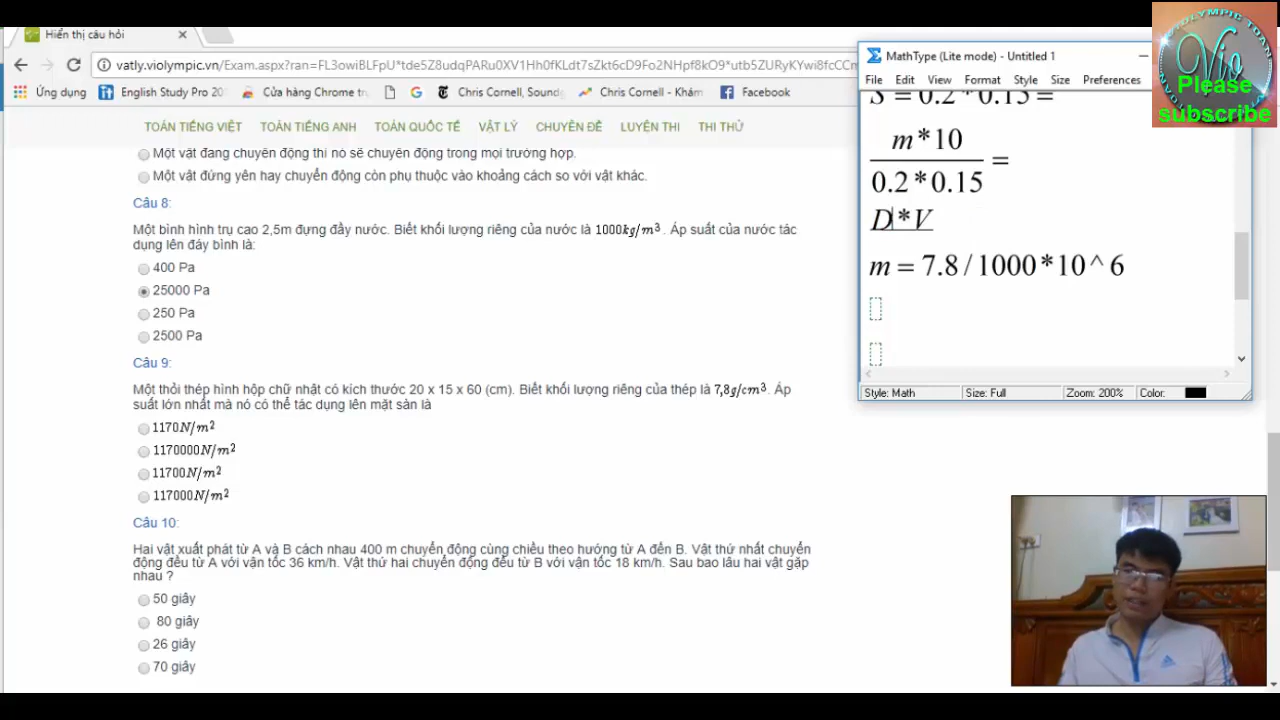 Hiển thị câu hỏi
vatly.violympic.vn/Exam.aspx?ran=FL3owiBLFpU*tde5Z8udqPARu0XV1Hh0fKLdt7sZkt6cD9Fo2NHpf8kO9*utb5ZURyKYwi8fcCCm
Ứng dụng English Study Pro 20 Cửa hàng Chrome tr Chris Cornell, Sound Chris Cornell - Khám Facebook
TOÁN TIẾNG VIỆT TOÁN TIẾNG ANH TOÁN QUỐC TẾ VẬT LÝ CHUYÊN ĐỀ LUYỆN THI THI THỬ
Một vật đang chuyển động thì nó sẽ chuyển động trong mọi trường hợp.
Một vật đứng yên hay chuyển động còn phụ thuộc vào khoảng cách so với vật khác.
Câu 8:
Một bình hình trụ cao 2,5m đựng đầy nước. Biết khối lượng riêng của nước là 1000kg/m³. Áp suất của nước tác
dụng lên đáy bình là:
400 Pa
25000 Pa
250 Pa
2500 Pa
Câu 9:
Một thỏi thép hình hộp chữ nhật có kích thước 20 x 15 x 60 (cm). Biết khối lượng riêng của thép là 7,8g/cm³. Áp
suất lớn nhất mà nó có thể tác dụng lên mặt sàn là
1170N/m²
1170000N/m²
11700N/m²
117000N/m²
Câu 10:
Hai vật xuất phát từ A và B cách nhau 400 m chuyển động cùng chiều theo hướng từ A đến B. Vật thứ nhất chuyển
động đều từ A với vận tốc 36 km/h. Vật thứ hai chuyển động đều từ B với vận tốc 18 km/h. Sau bao lâu hai vật gặp
nhau ?
50 giây
80 giây
26 giây
70 giây
MathType (Lite mode) - Untitled 1
File Edit View Format Style Size Preferences
S = 0.2*0.15 =
m*10
0.2*0.15 =
D*V
m = 7.8/1000*10^6
Style: Math Size: Full Zoom: 200% Color:
VIOLYMPIC TOAN
Vio
Please
subscribe